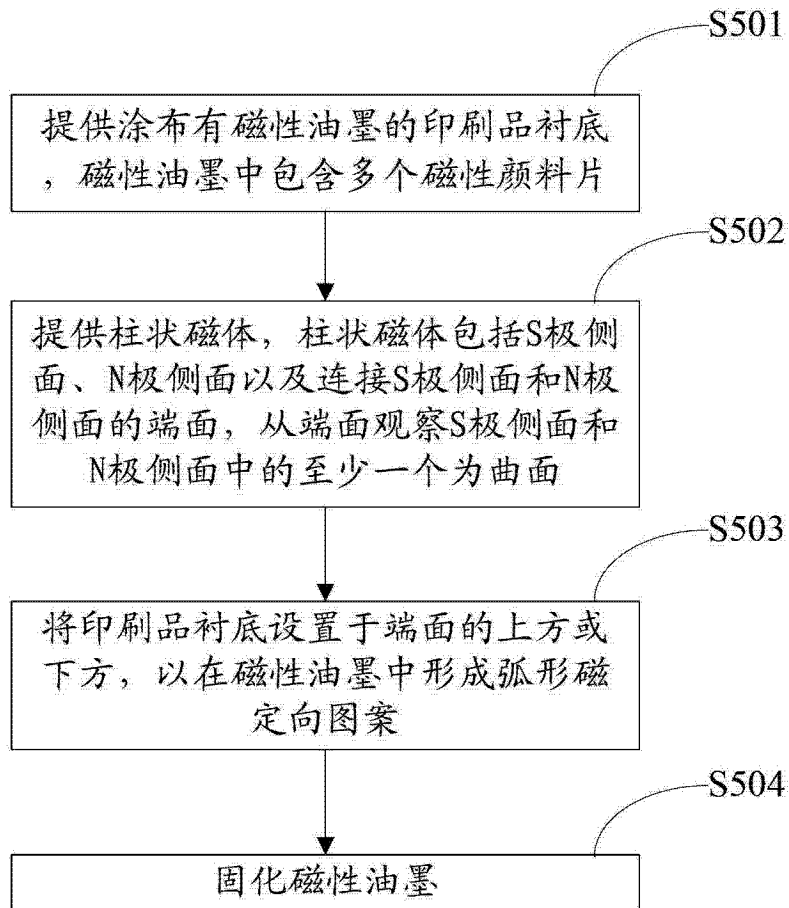 S501
提供涂布有磁性油墨的印刷品衬底
，磁性油墨中包含多个磁性颜料片
S502
提供柱状磁体，柱状磁体包括S极侧
面、N极侧面以及连接S极侧面和N极
侧面的端面，从端面观察S极侧面和
N极侧面中的至少一个为曲面
S503
将印刷品衬底设置于端面的上方或
下方，以在磁性油墨中形成弧形磁
定向图案
S504
固化磁性油墨